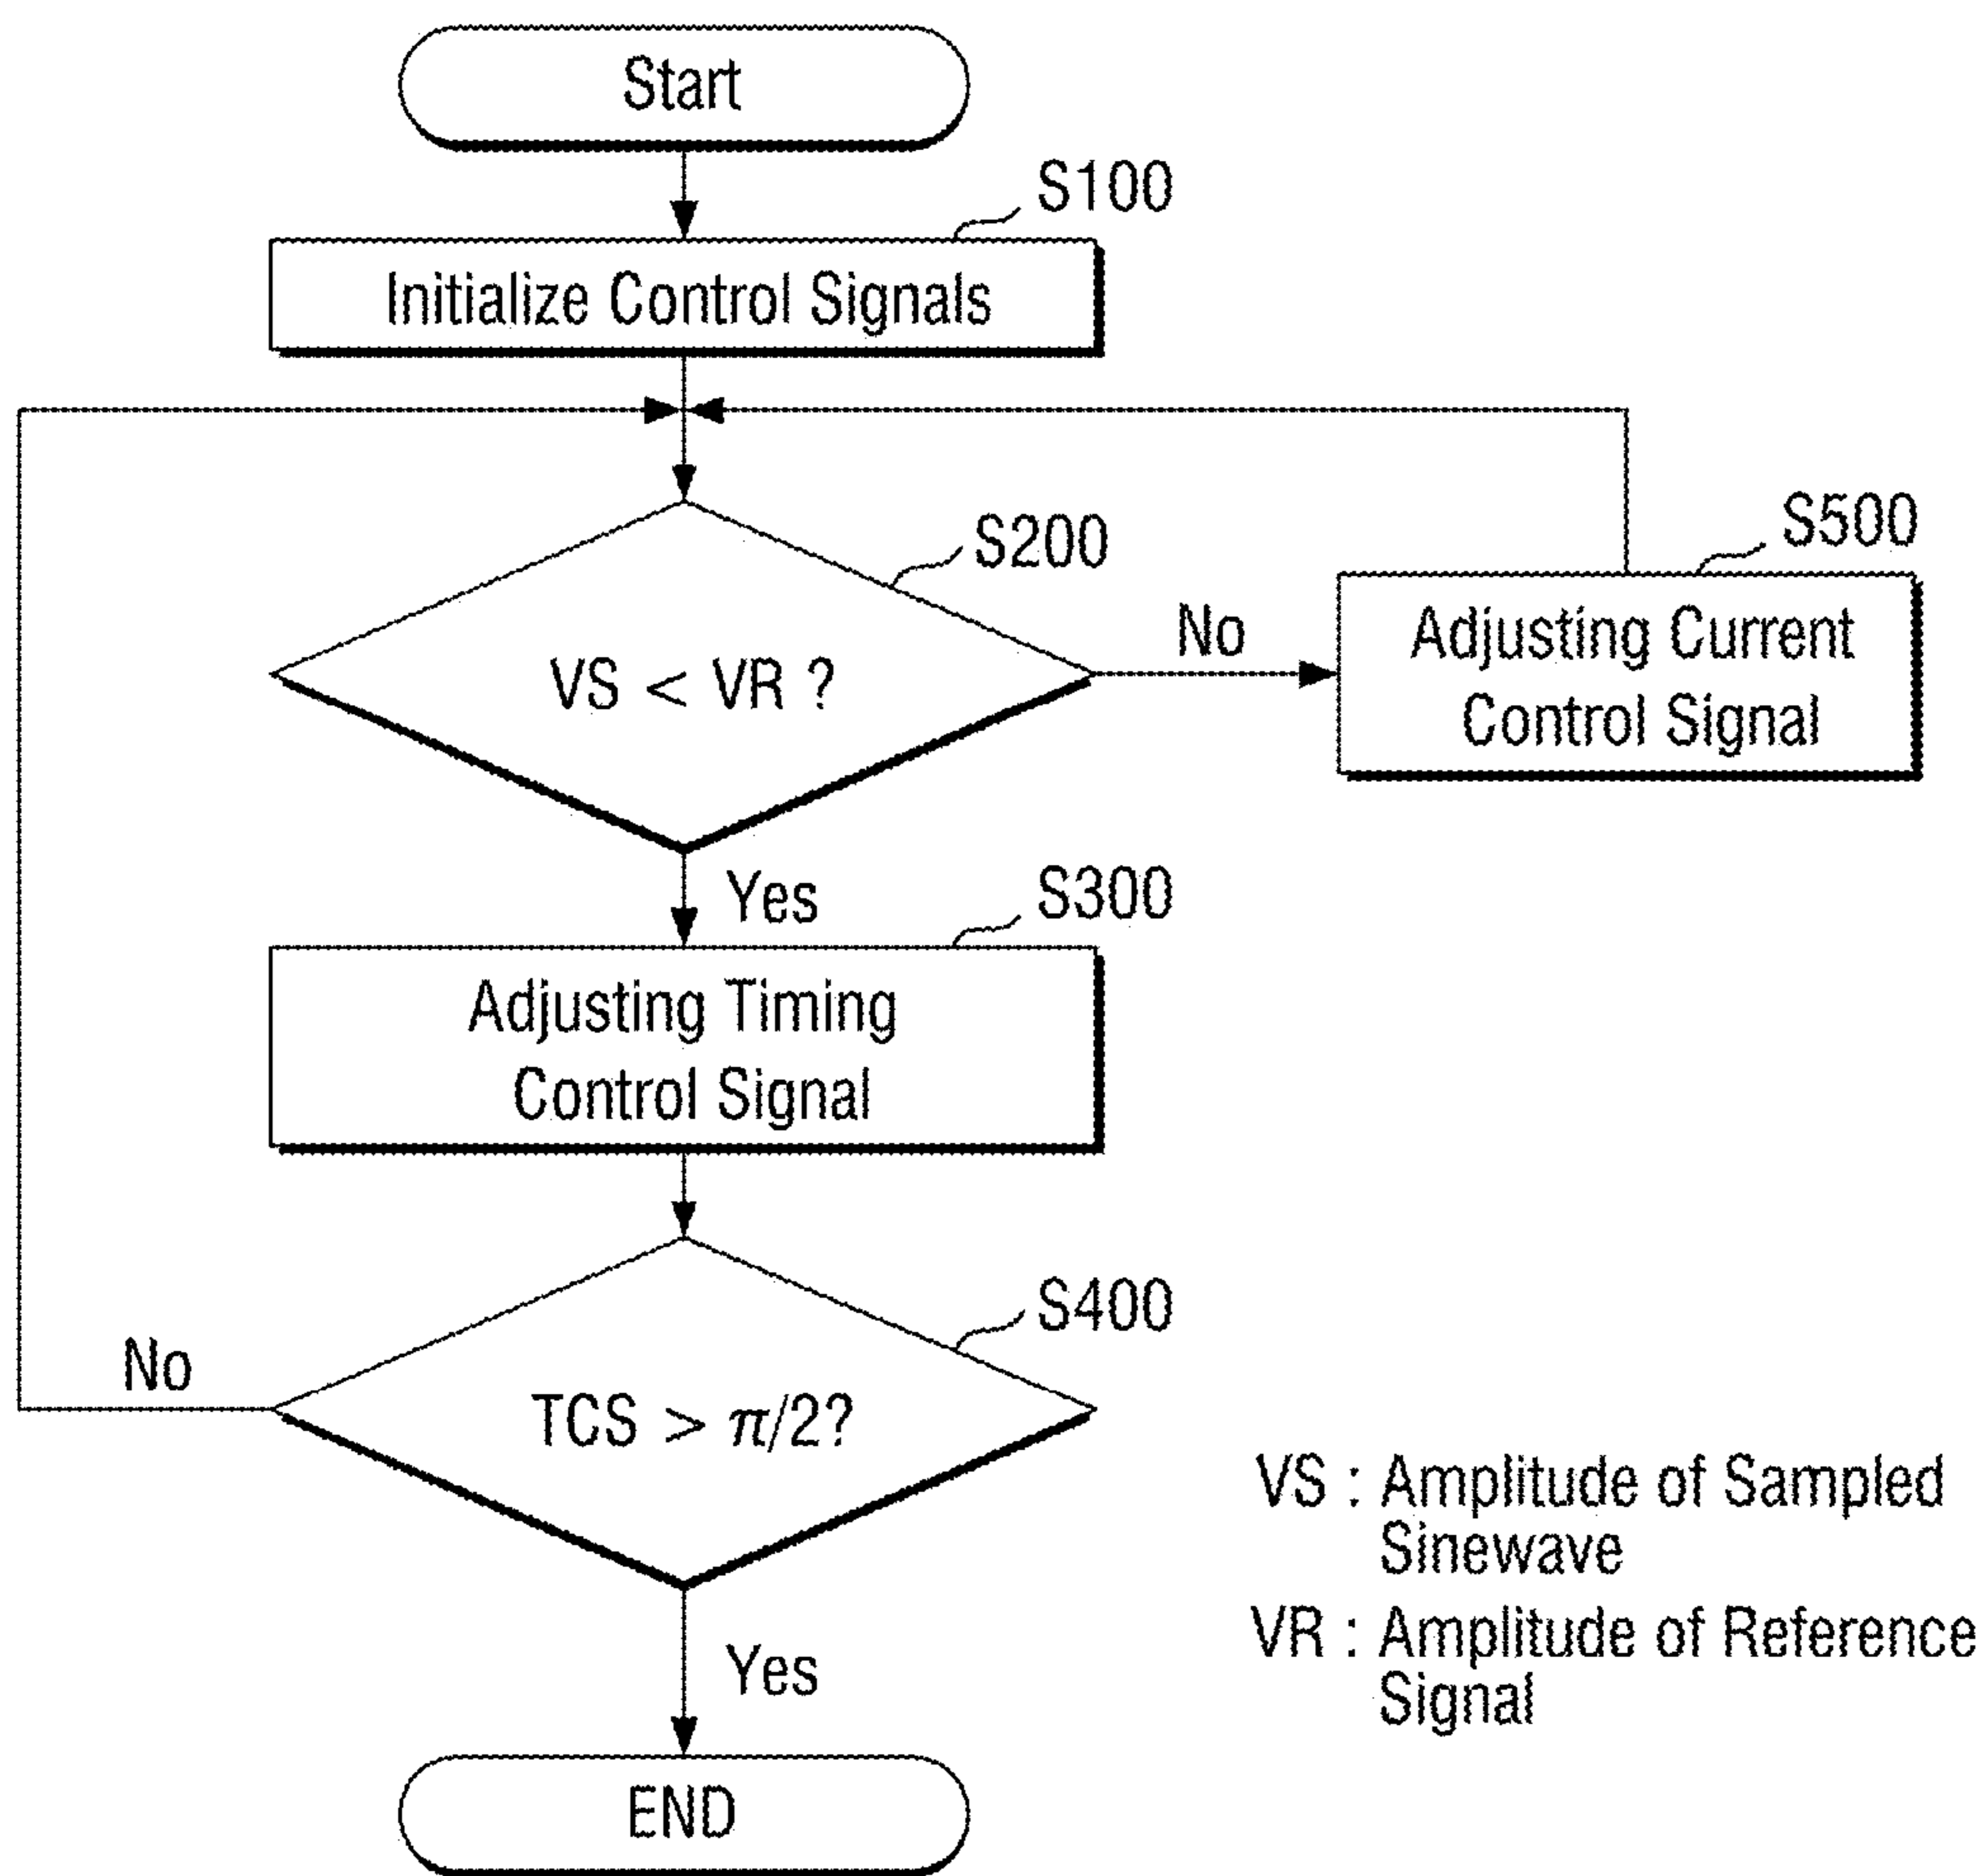 Start
S100
Initialize Control Signals
S200
VS < VR ?
No
S500
Adjusting Current
Control Signal
Yes
S300
Adjusting Timing
Control Signal
S400
No
TCS > π/2?
Yes
END
VS : Amplitude of Sampled
Sinewave
VR : Amplitude of Reference
Signal